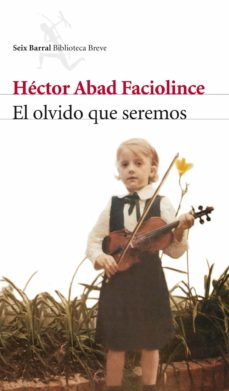 Seix Barral Biblioteca Breve
Héctor Abad Faciolince
El olvido que seremos